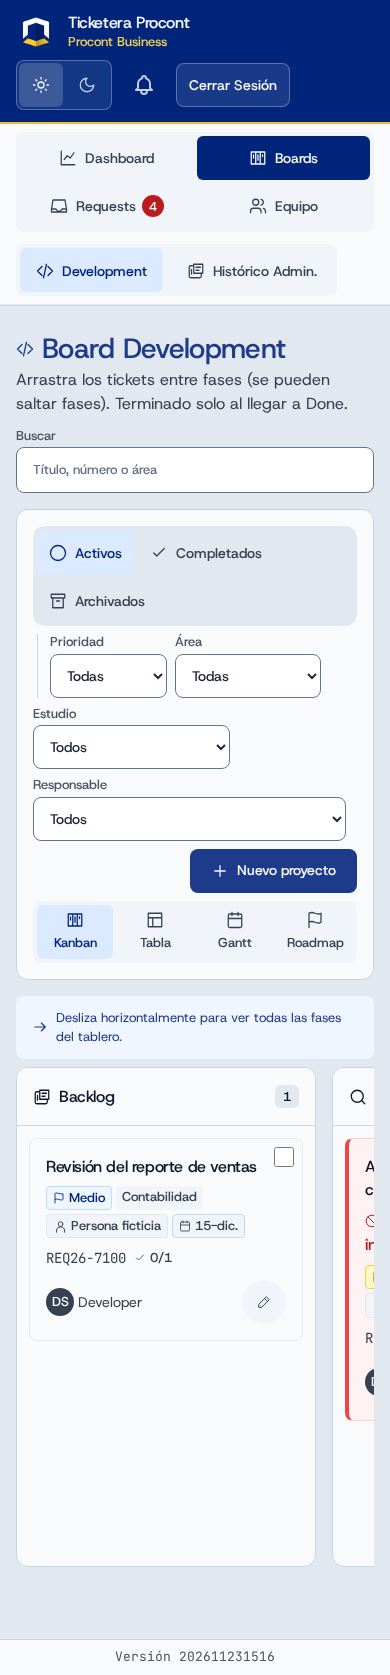 Ticketera Procont
Procont Business
Cerrar Sesión
Dashboard
Boards
Requests 4
Equipo
Development
Histórico Admin.
Board Development
Arrastra los tickets entre fases (se pueden
saltar fases). Terminado solo al llegar a Done.
Buscar
Título, número o área
Activos
Completados
Archivados
Prioridad
Área
Todas
Todas
Estudio
Todos
Responsable
Todos
Nuevo proyecto
Kanban
Tabla
Gantt
Roadmap
Desliza horizontalmente para ver todas las fases
del tablero.
Backlog
1
Revisión del reporte de ventas
Medio
Contabilidad
Persona ficticia
15-dic.
REQ26-7100
0/1
DS Developer
Versión 202611231516